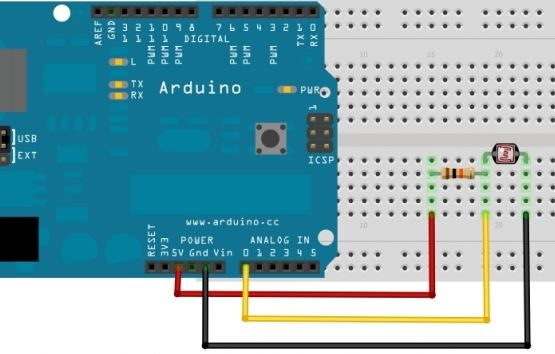 AREF
GND
13
12
11
10
9
8
7
6
5
4
3
2
1
0
PWM
PWM
PWM
PWM
PWM
PWM
TX
RX
DIGITAL
L
TX
RX
Arduino
PWR
1
USB
EXT
ICSP
15
20
www.arduino.cc
POWER
ANALOG IN
RESET
3V3
5V Gnd Vin
0 1 2 3 4 5
10
15
20